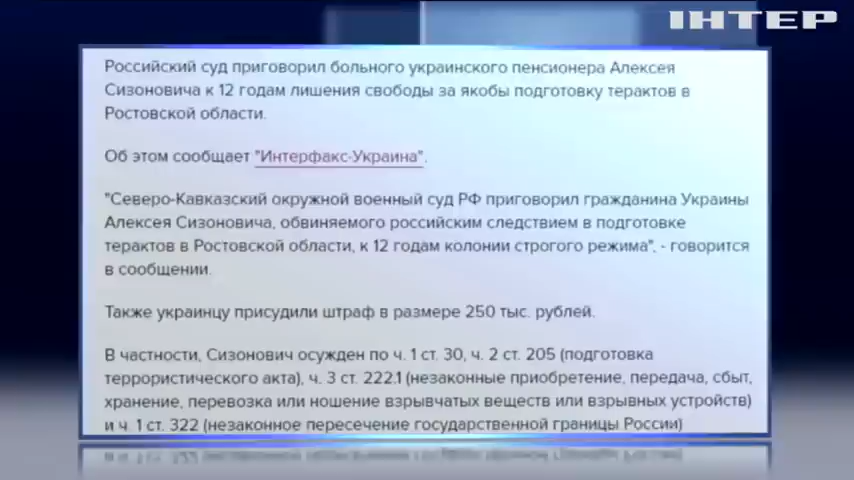 ІНТЕР
Российский суд приговорил больного украинского пенсионера Алексея
Сизоновича к 12 годам лишения свободы за якобы подготовку терактов в
Ростовской области.
Об этом сообщает "Интерфакс-Украина".
"Северо-Кавказский окружной военный суд РФ приговорил гражданина Украины
Алексея Сизоновича, обвиняемого российским следствием в подготовке
терактов в Ростовской области, к 12 годам колонии строгого режима", - говорится
в сообщении.
Также украинцу присудили штраф в размере 250 тыс. рублей.
В частности, Сизонович осужден по ч. 1 ст. 30, ч. 2 ст. 205 (подготовка
террористического акта), ч. 3 ст. 222.1 (незаконные приобретение, передача, сбыт,
хранение, перевозка или ношение взрывчатых веществ или взрывных устройств)
и ч. 1 ст. 322 (незаконное пересечение государственной границы России)